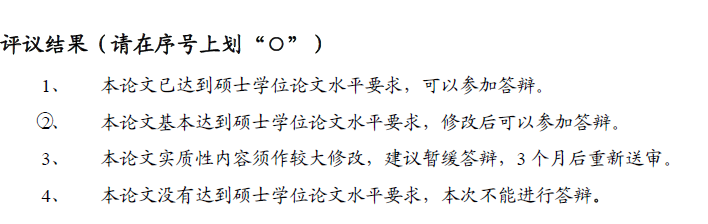 评议结果（请在序号上划“○”）
1、 本论文已达到硕士学位论文水平要求，可以参加答辩。
②、 本论文基本达到硕士学位论文水平要求，修改后可以参加答辩。
3、 本论文实质性内容须作较大修改，建议暂缓答辩，3 个月后重新送审。
4、 本论文没有达到硕士学位论文水平要求，本次不能进行答辩。